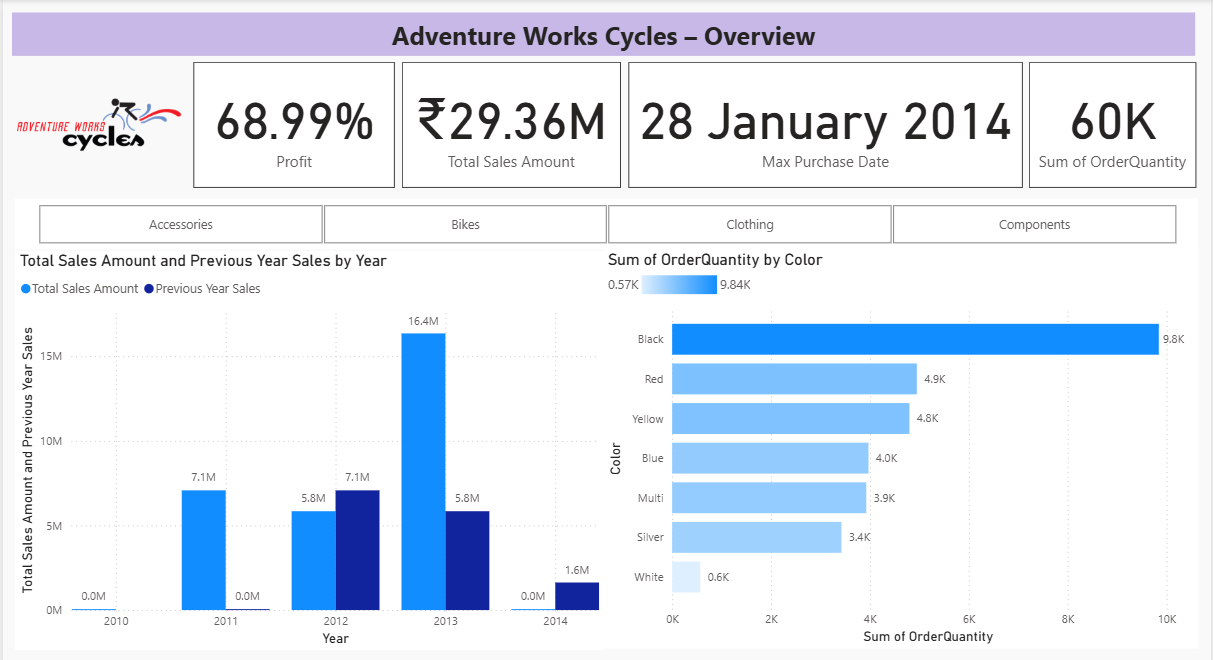 Adventure Works Cycles – Overview
ADVENTURE WORKS
cycles
68.99%
Profit
₹29.36M
Total Sales Amount
28 January 2014
Max Purchase Date
60K
Sum of OrderQuantity
Accessories
Bikes
Clothing
Components
Total Sales Amount and Previous Year Sales by Year
Total Sales Amount
Previous Year Sales
Total Sales Amount and Previous Year Sales
15M
10M
5M
0M
0.0M
7.1M
0.0M
5.8M
7.1M
16.4M
5.8M
0.0M
1.6M
2010
2011
2012
2013
2014
Year
Sum of OrderQuantity by Color
0.57K
9.84K
Color
Black
9.8K
Red
4.9K
Yellow
4.8K
Blue
4.0K
Multi
3.9K
Silver
3.4K
White
0.6K
0K
2K
4K
6K
8K
10K
Sum of OrderQuantity